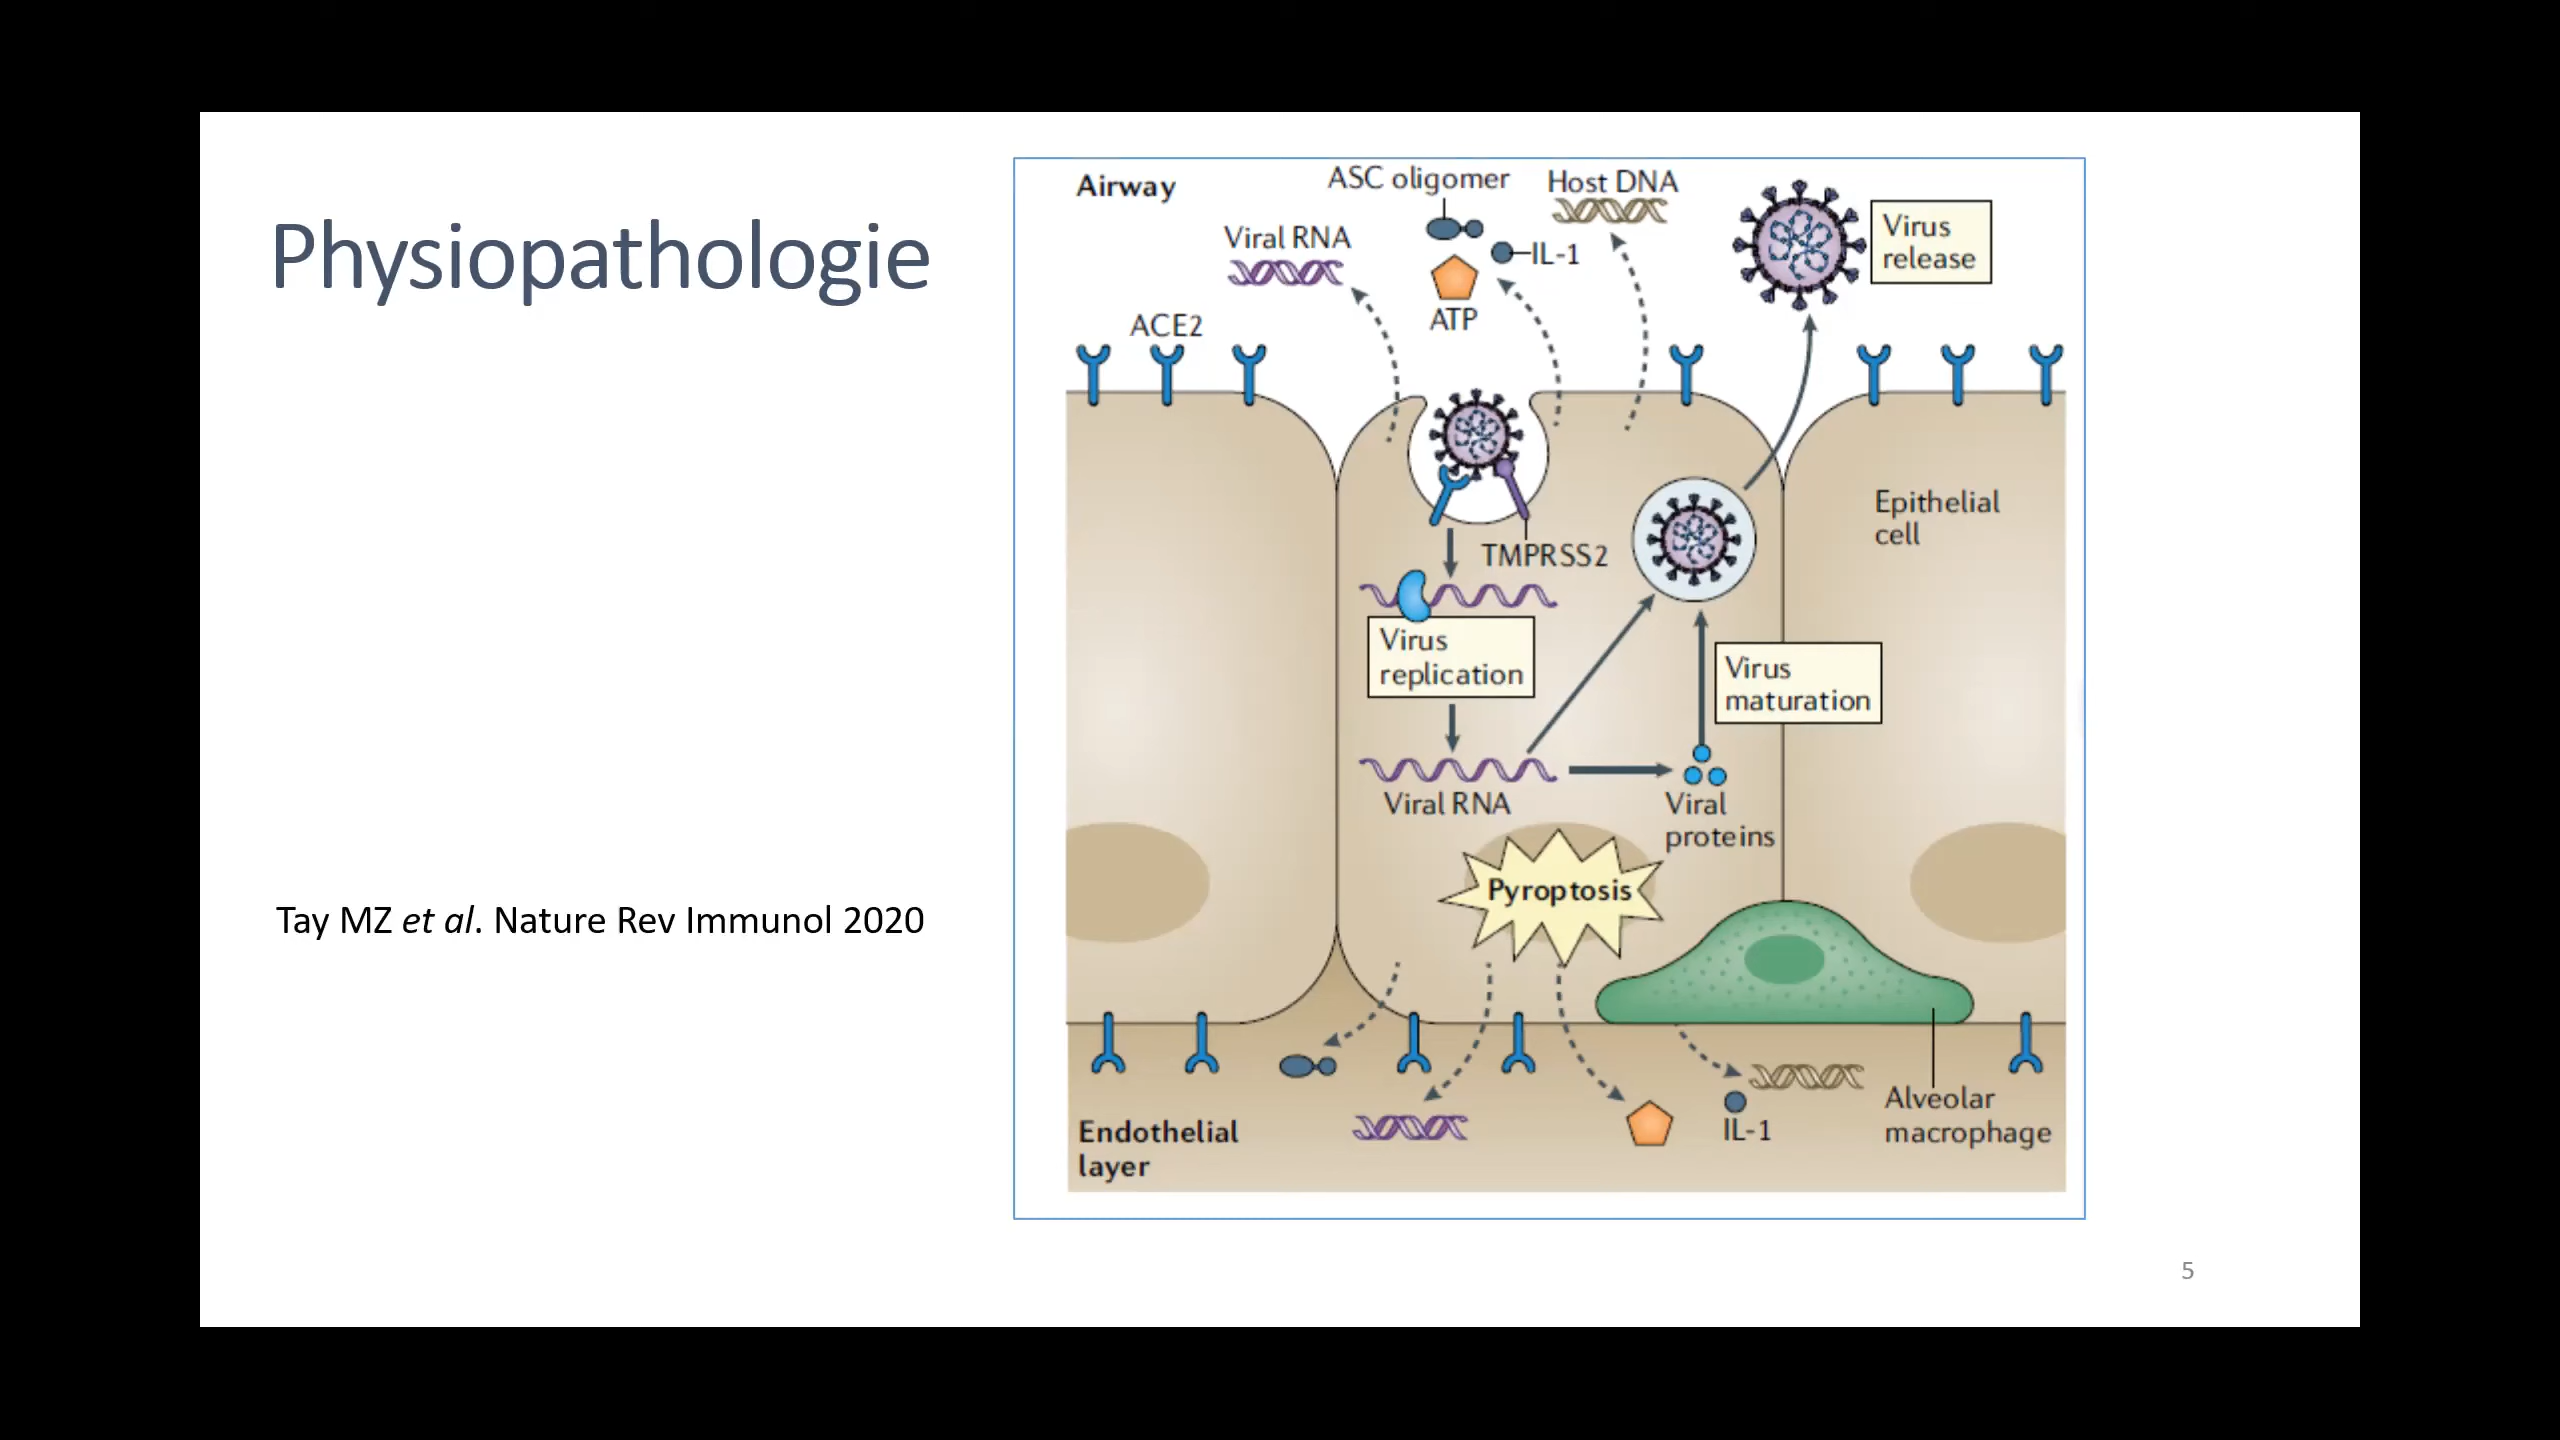 Physiopathologie
Tay MZ et al. Nature Rev Immunol 2020
Airway
ASC oligomer
Host DNA
Viral RNA
IL-1
ATP
Virus
release
ACE2
Epithelial
cell
TMPRSS2
Virus
replication
Virus
maturation
Viral RNA
Viral
proteins
Pyroptosis
Endothelial
layer
IL-1
Alveolar
macrophage
5